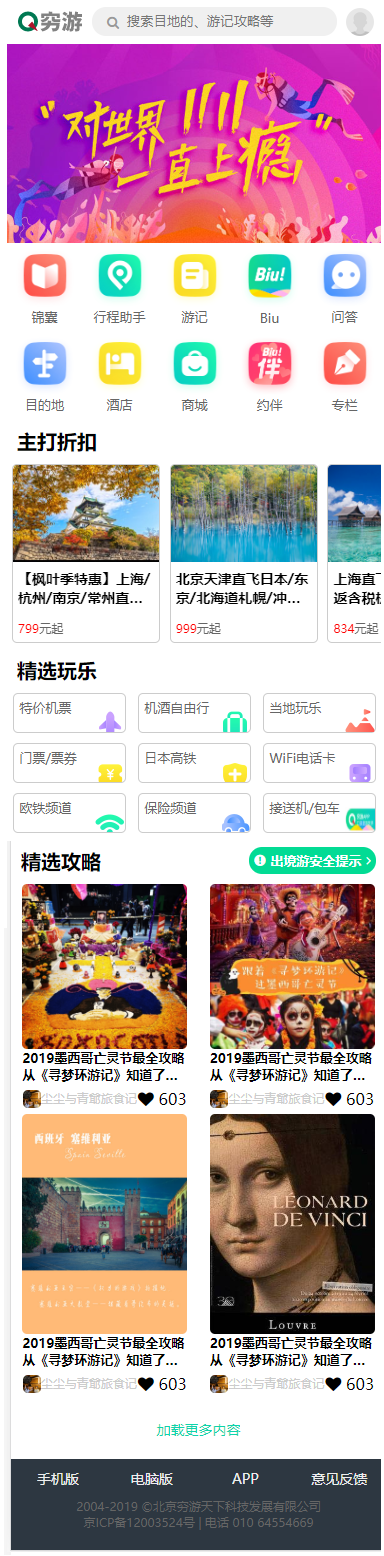 穷游
搜索目的地、游记攻略等
"对世界 11.11
一直上瘾"
Biu!
锦囊
行程助手
游记
Biu
问答
Biu!
伴
目的地
酒店
商城
约伴
专栏
主打折扣
【枫叶季特惠】上海/
杭州/南京/常州直...
799元起
北京天津直飞日本/东
京/北海道札幌/冲...
999元起
上海直飞
返含税机
834元起
精选玩乐
特价机票
机酒自由行
当地玩乐
门票/票券
日本高铁
WiFi电话卡
欧铁频道
保险频道
接送机/包车
精选攻略
出境游安全提示
跟着《寻梦环游记》
过墨西哥亡灵节
2019墨西哥亡灵节最全攻略
从《寻梦环游记》知道了...
尘尘与青鸾旅食记
603
2019墨西哥亡灵节最全攻略
从《寻梦环游记》知道了...
尘尘与青鸾旅食记
603
西班牙 塞维利亚
Spain Seville
LÉONARD
DE VINCI
LOUVRE
2019墨西哥亡灵节最全攻略
从《寻梦环游记》知道了...
尘尘与青鸾旅食记
603
2019墨西哥亡灵节最全攻略
从《寻梦环游记》知道了...
尘尘与青鸾旅食记
603
加载更多内容
手机版
电脑版
APP
意见反馈
2004-2019 ©北京穷游天下科技发展有限公司
京ICP备12003524号 | 电话 010 64554669